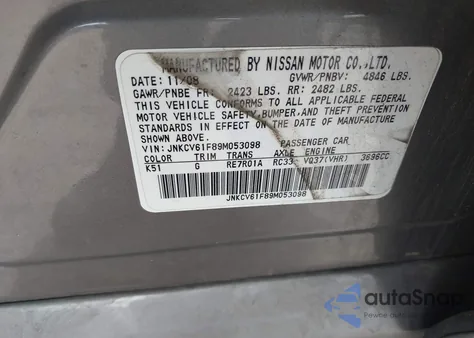 MANUFACTURED BY NISSAN MOTOR CO.,LTD.
DATE: 11/08 GVWR/PNBV: 4846 LBS.
GAWR/PNBE FR: 2423 LBS. RR: 2482 LBS.
THIS VEHICLE CONFORMS TO ALL APPLICABLE FEDERAL
MOTOR VEHICLE SAFETY,BUMPER,AND THEFT PREVENTION
STANDARDS IN EFFECT ON THE DATE OF MANUFACTURE
SHOWN ABOVE.
VIN: JNKCV61F89M053098 PASSENGER CAR
COLOR TRIM TRANS AXLE ENGINE
K51 G RE7R01A RC33 VQ37(VHR) 3696CC
JNKCV61F89M053098
autoSnap